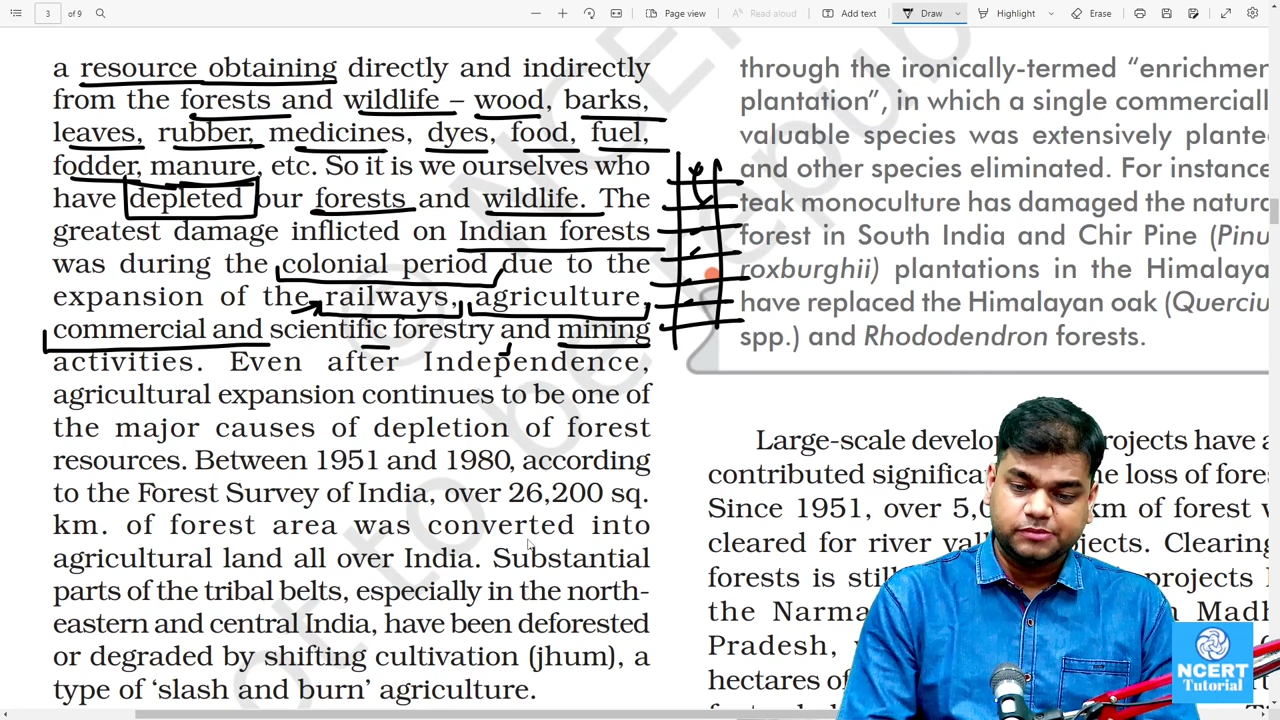 3 of 9
Page view
Read aloud
Add text
Draw
Highlight
Erase
a resource obtaining directly and indirectly
from the forests and wildlife – wood, barks,
leaves, rubber, medicines, dyes, food, fuel,
fodder, manure, etc. So it is we ourselves who
have depleted our forests and wildlife. The
greatest damage inflicted on Indian forests
was during the colonial period due to the
expansion of the railways, agriculture,
commercial and scientific forestry and mining
activities. Even after Independence,
agricultural expansion continues to be one of
the major causes of depletion of forest
resources. Between 1951 and 1980, according
to the Forest Survey of India, over 26,200 sq.
km. of forest area was converted into
agricultural land all over India. Substantial
parts of the tribal belts, especially in the north-
eastern and central India, have been deforested
or degraded by shifting cultivation (jhum), a
type of ‘slash and burn’ agriculture.
through the ironically-termed “enrichmen
plantation”, in which a single commerciall
valuable species was extensively plante
and other species eliminated. For instance
teak monoculture has damaged the natura
forest in South India and Chir Pine (Pinu
roxburghii) plantations in the Himalaya
have replaced the Himalayan oak (Querciu
spp.) and Rhododendron forests.
Large-scale develo projects have a
contributed significa the loss of fore
Since 1951, over 5,0 km of forest
cleared for river vall jects. Clearing
forests is still projects
the Narma Madh
Pradesh,
hectares of
NCERT
Tutorial